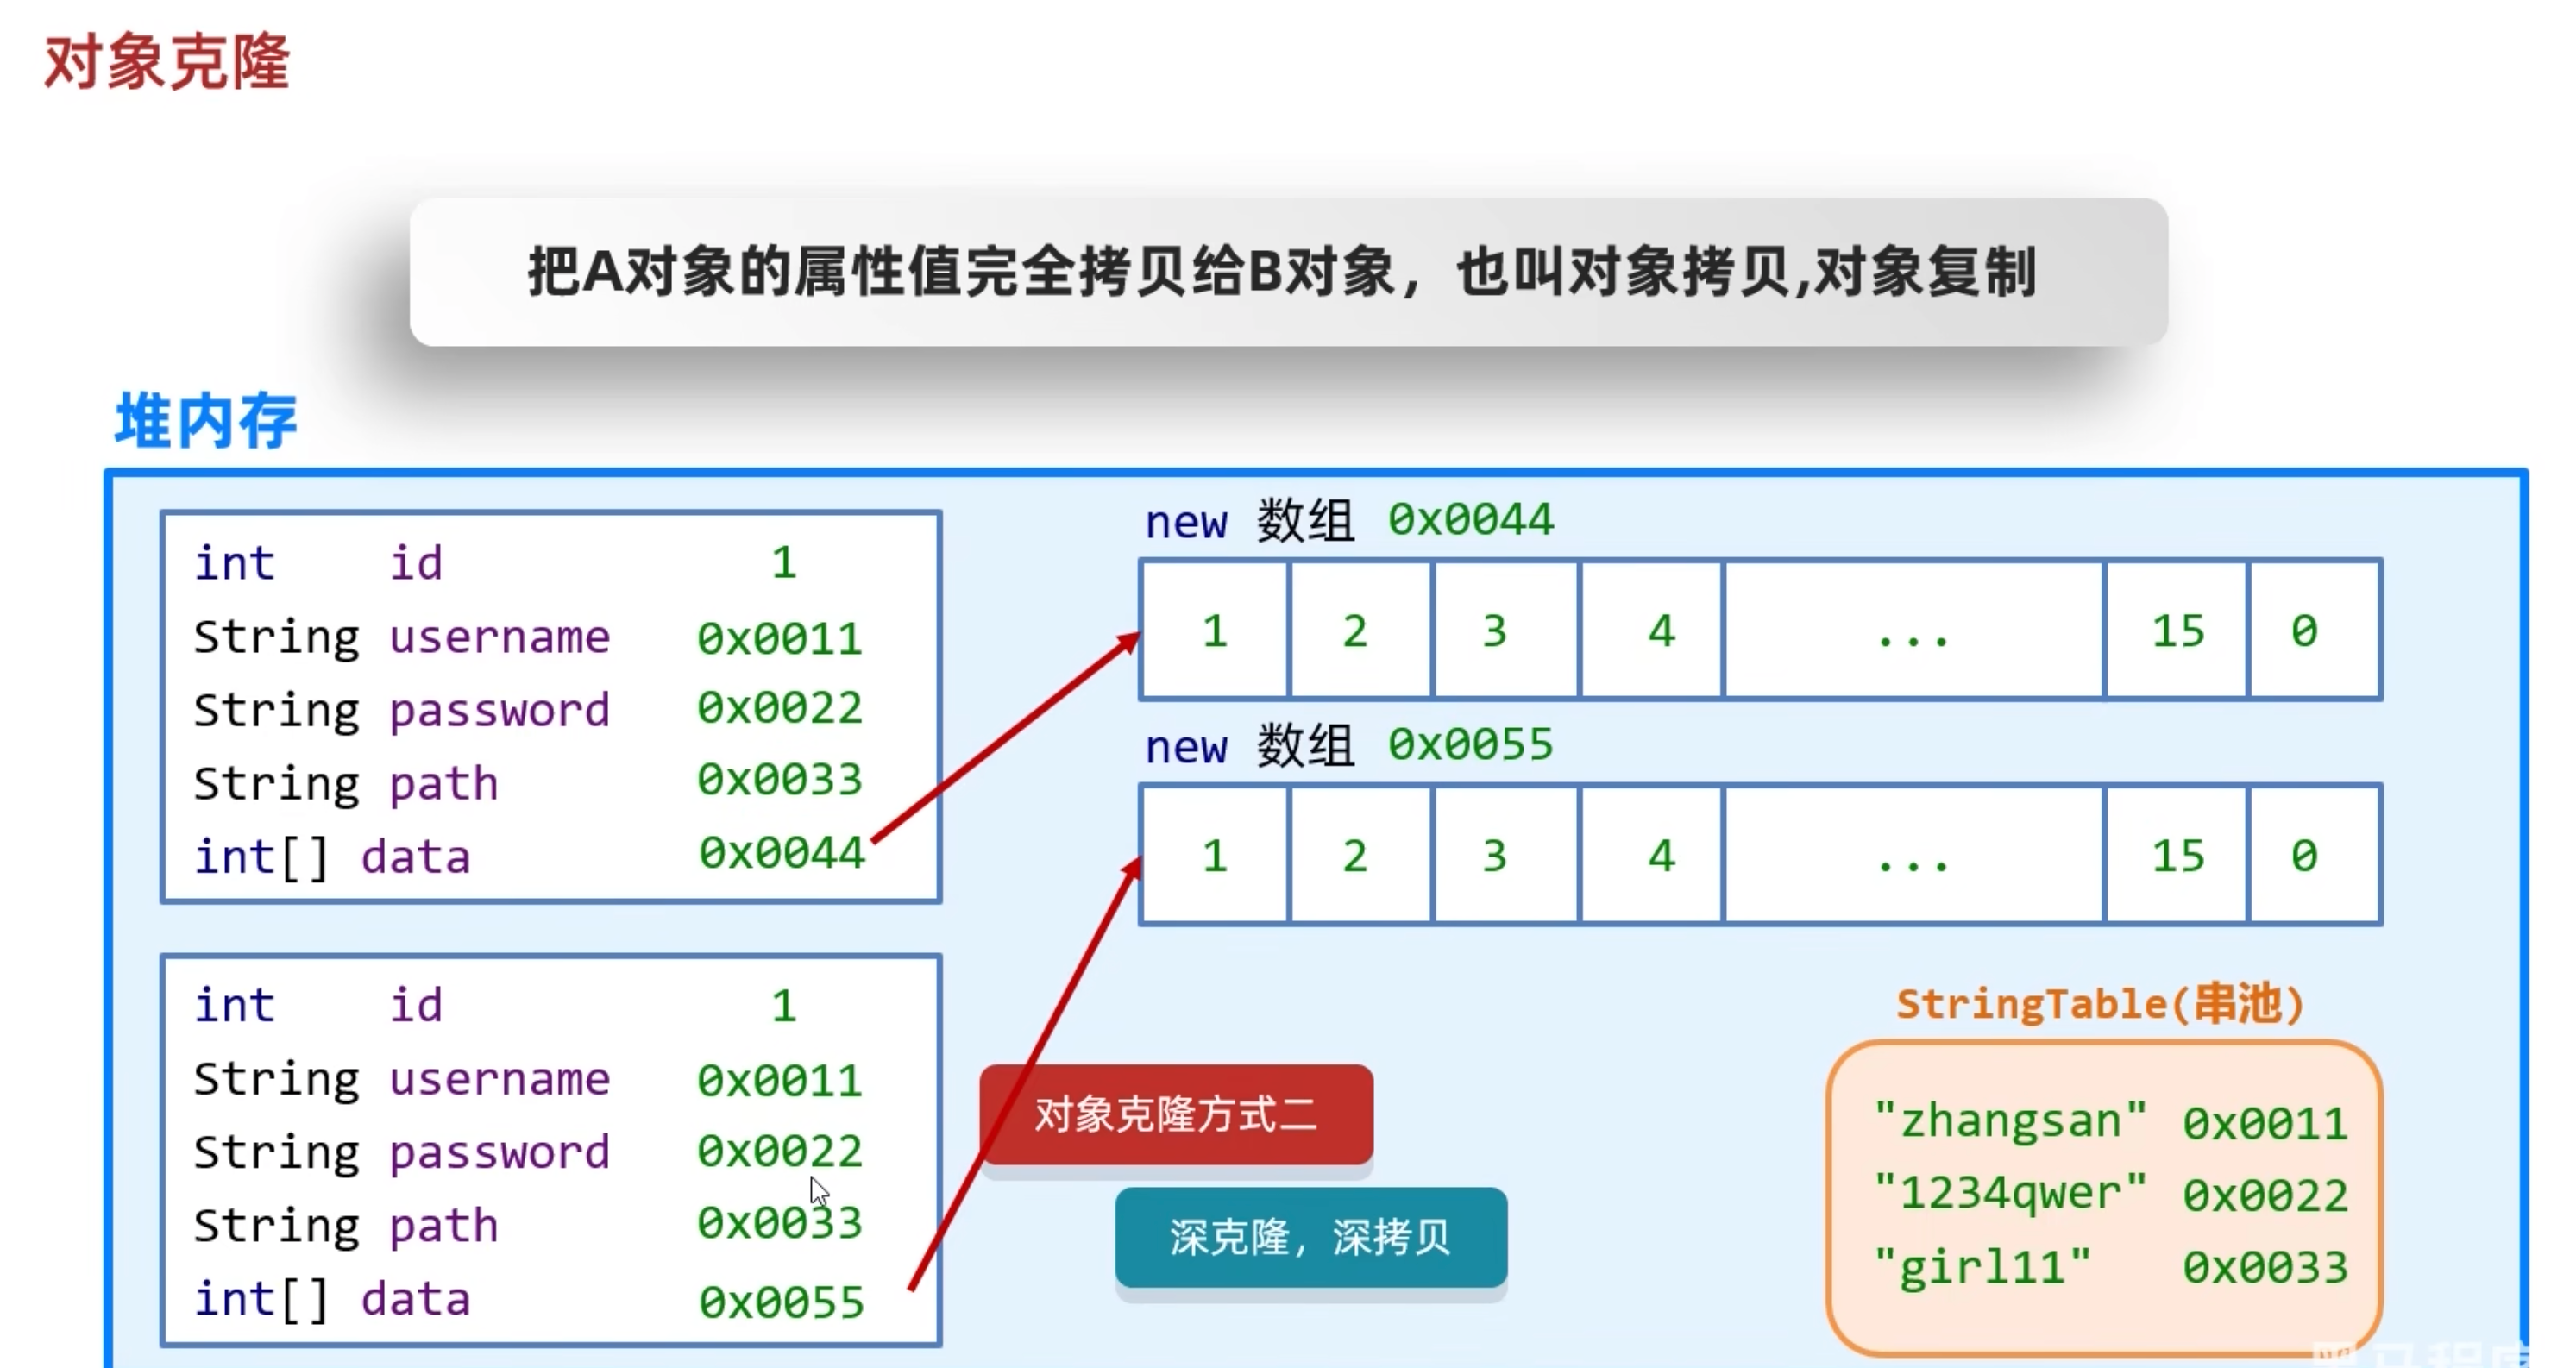 对象克隆
把A对象的属性值完全拷贝给B对象，也叫对象拷贝,对象复制
堆内存
int id 1
String username 0x0011
String password 0x0022
String path 0x0033
int[] data 0x0044
new 数组 0x0044
1 2 3 4 ... 15 0
new 数组 0x0055
1 2 3 4 ... 15 0
int id 1
String username 0x0011
String password 0x0022
String path 0x0033
int[] data 0x0055
对象克隆方式二
深克隆，深拷贝
StringTable(串池)
"zhangsan" 0x0011
"1234qwer" 0x0022
"girl11" 0x0033